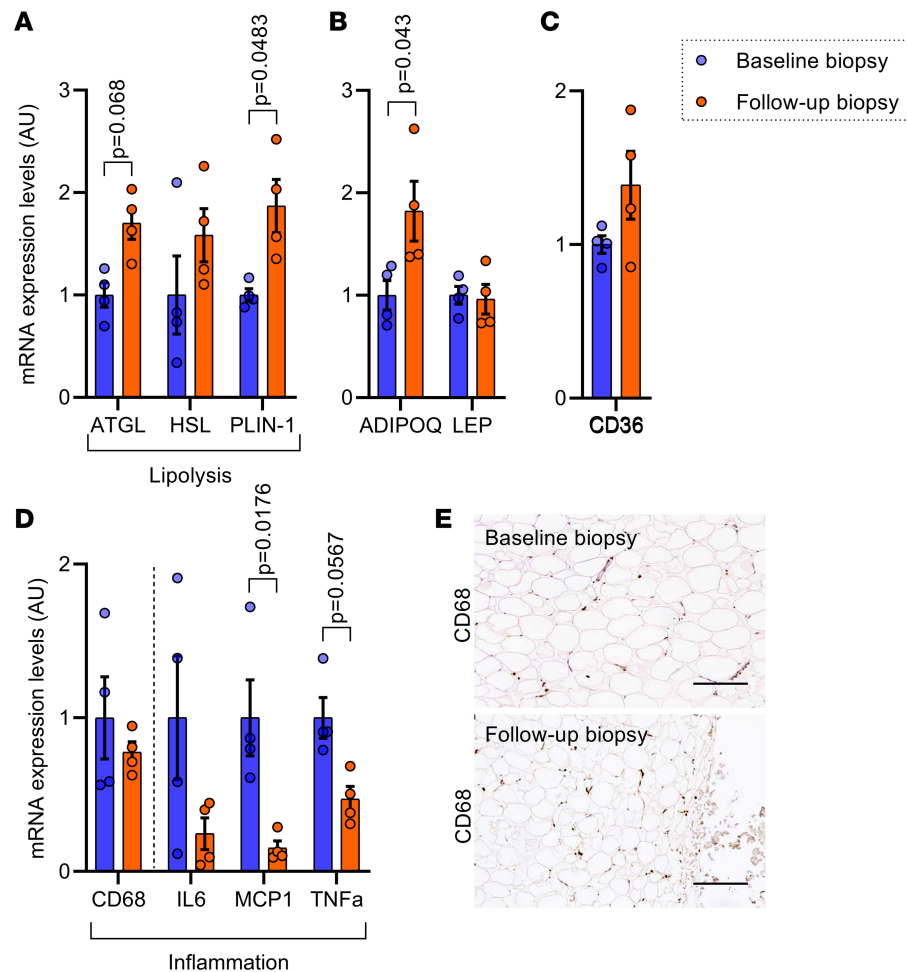 A
B
C
Baseline biopsy
Follow-up biopsy
p=0.068
p=0.0483
p=0.043
mRNA expression levels (AU)
3
2
1
0
3
2
1
0
2
1
0
ATGL HSL PLIN-1
ADIPOQ LEP
CD36
Lipolysis
D
E
p=0.0176
p=0.0567
mRNA expression levels (AU)
2
1
0
CD68 IL6 MCP1 TNFa
Inflammation
CD68
Baseline biopsy
CD68
Follow-up biopsy